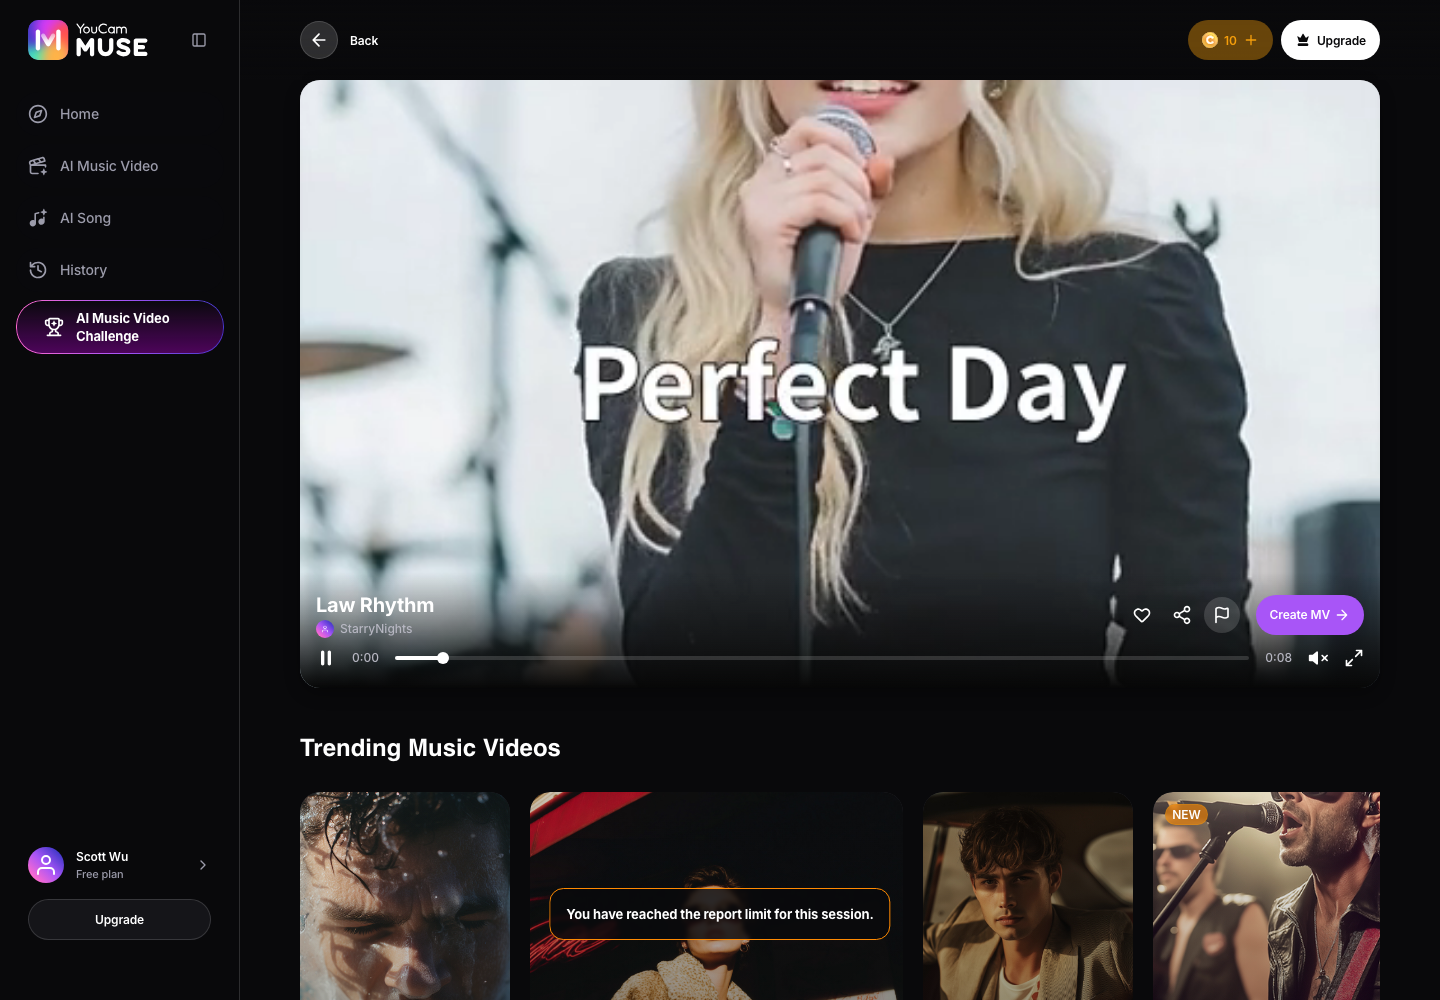 YouCam
MUSE
Home
AI Music Video
AI Song
History
AI Music Video
Challenge
Scott Wu
Free plan
Upgrade
Back
10
Upgrade
Perfect Day
Law Rhythm
StarryNights
Create MV
0:00
0:08
Trending Music Videos
NEW
You have reached the report limit for this session.